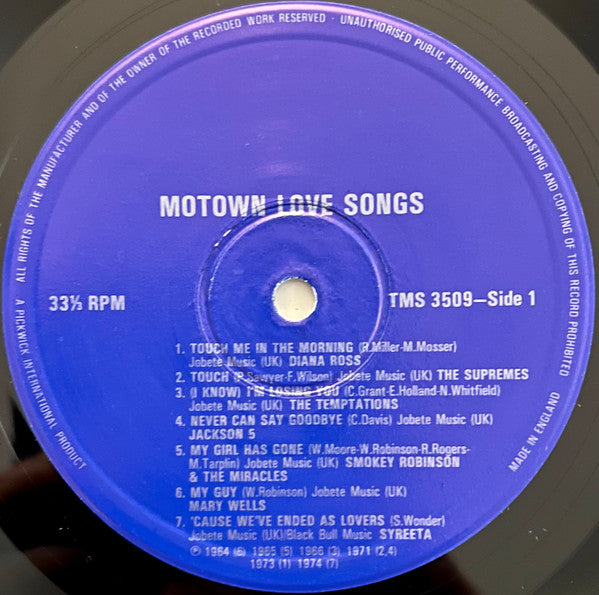 ALL RIGHTS OF THE MANUFACTURER AND OF THE OWNER OF THE RECORDED WORK RESERVED · UNAUTHORISED PUBLIC PERFORMANCE BROADCASTING AND COPYING OF THIS RECORD PROHIBITED
MOTOWN LOVE SONGS
33⅓ RPM
TMS 3509–Side 1
1. TOUCH ME IN THE MORNING (R.Miller-M.Mosser)
Jobete Music (UK) DIANA ROSS
2. TOUCH (P.Sawyer-F.Wilson) Jobete Music (UK) THE SUPREMES
3. (I KNOW) I'M LOSING YOU (C.Grant-E.Holland-N.Whitfield)
Jobete Music (UK) THE TEMPTATIONS
4. NEVER CAN SAY GOODBYE (C.Davis) Jobete Music (UK)
JACKSON 5
5. MY GIRL HAS GONE (W.Moore-W.Robinson-R.Rogers-
M.Tarplin) Jobete Music (UK) SMOKEY ROBINSON
& THE MIRACLES
6. MY GUY (W.Robinson) Jobete Music (UK)
MARY WELLS
7. 'CAUSE WE'VE ENDED AS LOVERS (S.Wonder)
Jobete Music (UK)/Black Bull Music SYREETA
℗ 1964 (6) 1965 (5) 1966 (3) 1971 (2,4)
1973 (1) 1974 (7)
A PICKWICK INTERNATIONAL PRODUCT
MADE IN ENGLAND